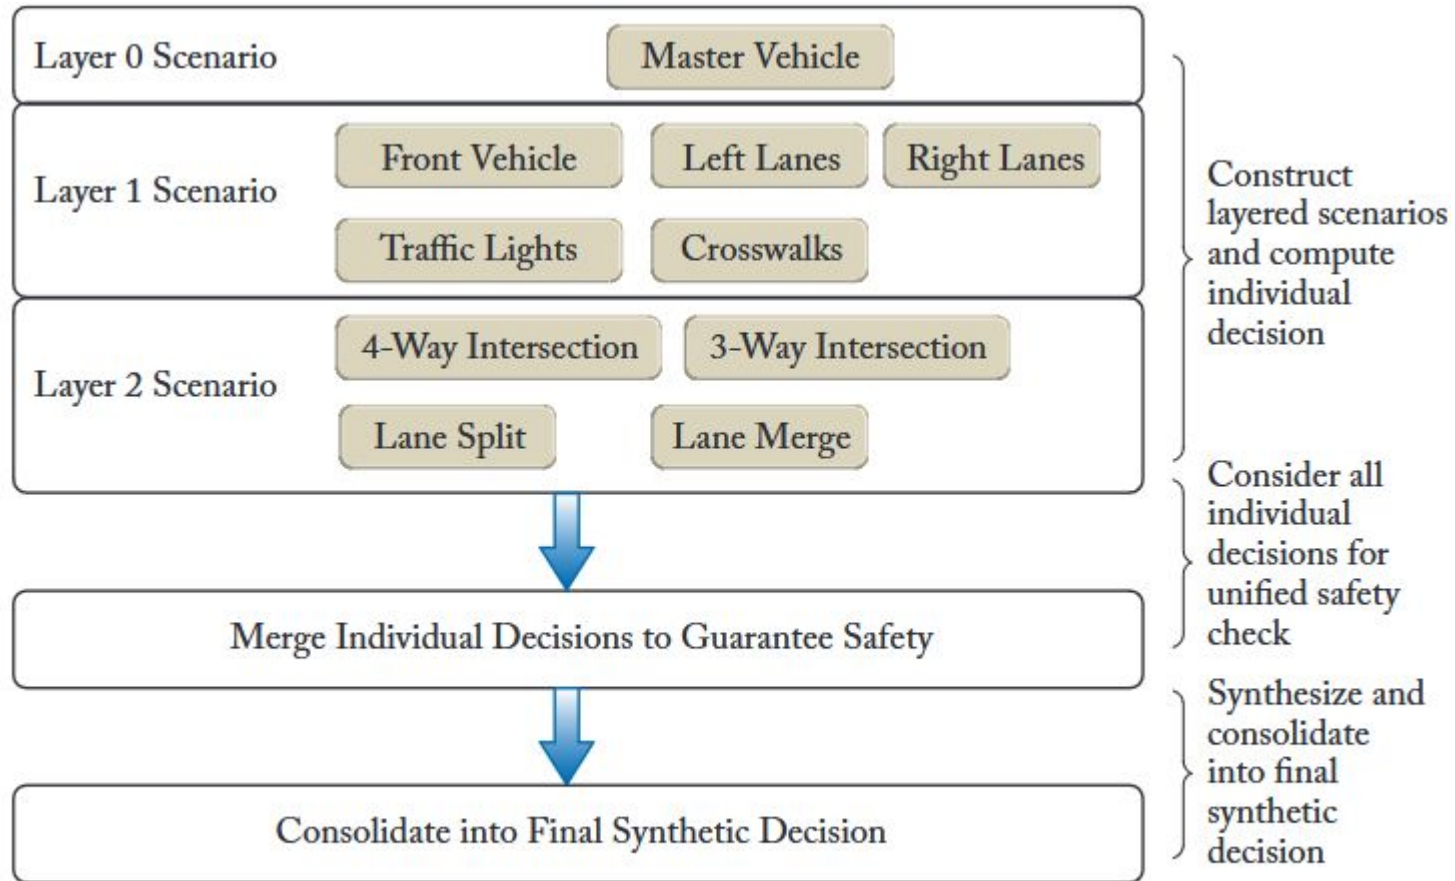 Layer 0 Scenario
Master Vehicle
Layer 1 Scenario
Front Vehicle
Left Lanes
Right Lanes
Traffic Lights
Crosswalks
Layer 2 Scenario
4-Way Intersection
3-Way Intersection
Lane Split
Lane Merge
Construct
layered scenarios
and compute
individual
decision
Merge Individual Decisions to Guarantee Safety
Consider all
individual
decisions for
unified safety
check
Consolidate into Final Synthetic Decision
Synthesize and
consolidate
into final
synthetic
decision